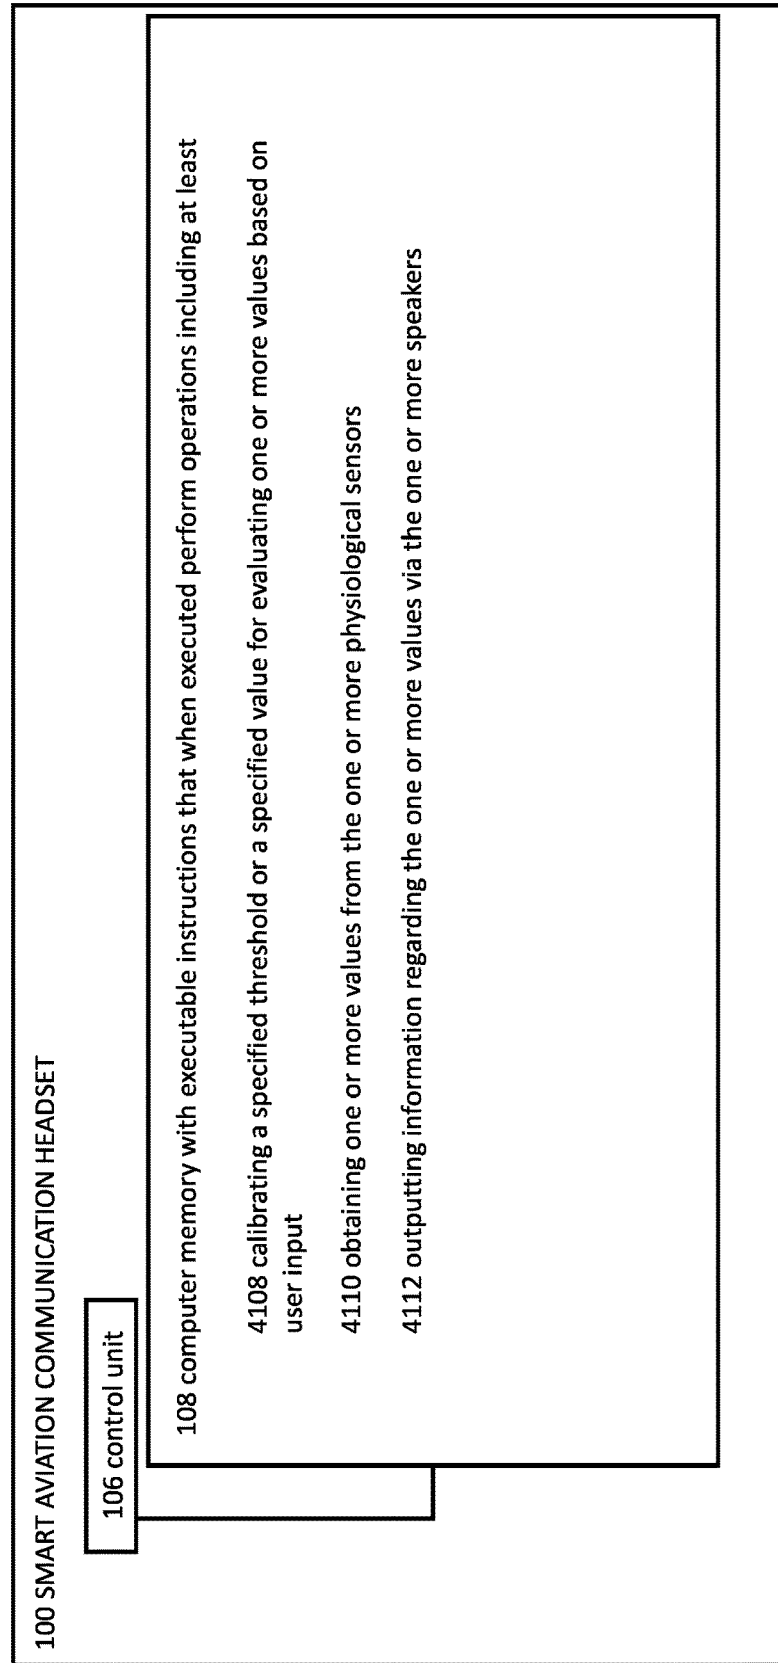 100 SMART AVIATION COMMUNICATION HEADSET
106 control unit
108 computer memory with executable instructions that when executed perform operations including at least
4108 calibrating a specified threshold or a specified value for evaluating one or more values based on
user input
4110 obtaining one or more values from the one or more physiological sensors
4112 outputting information regarding the one or more values via the one or more speakers